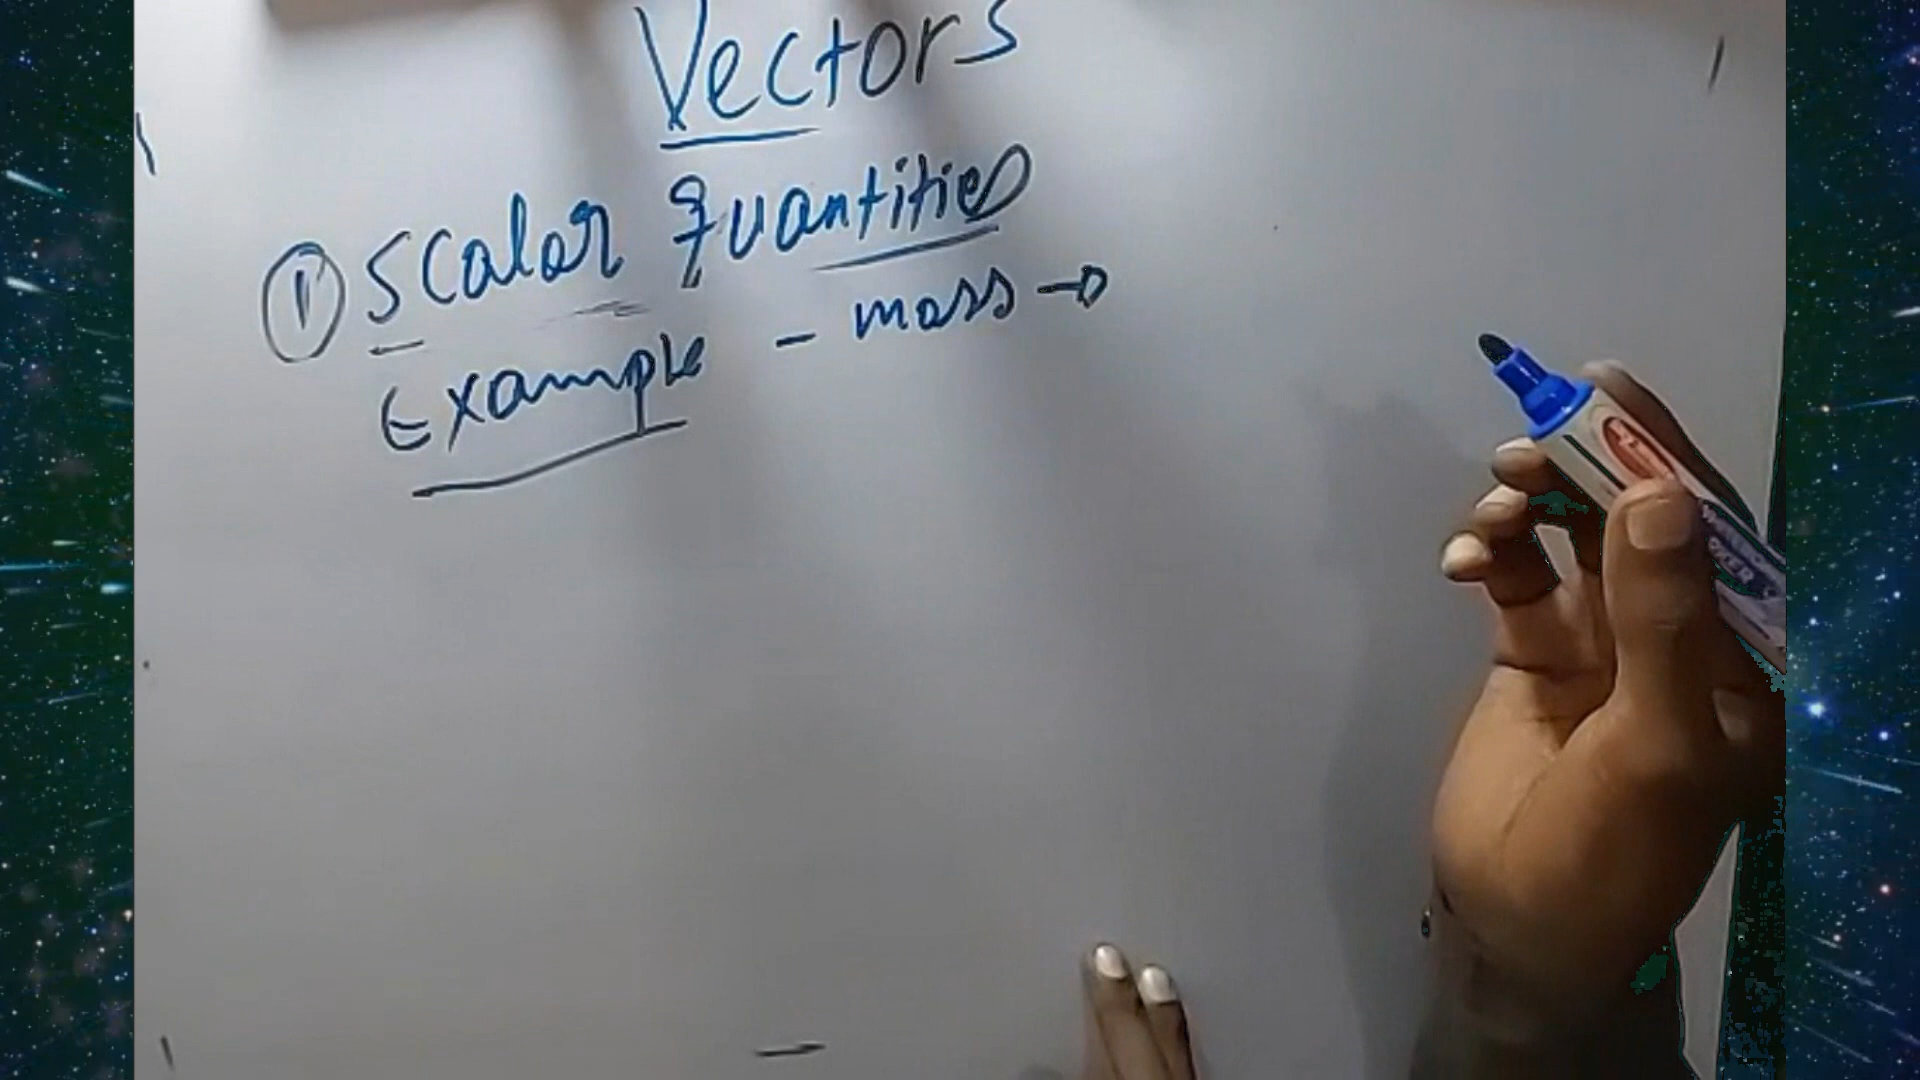 Vectors
① Scalar quantities
Example - mass →